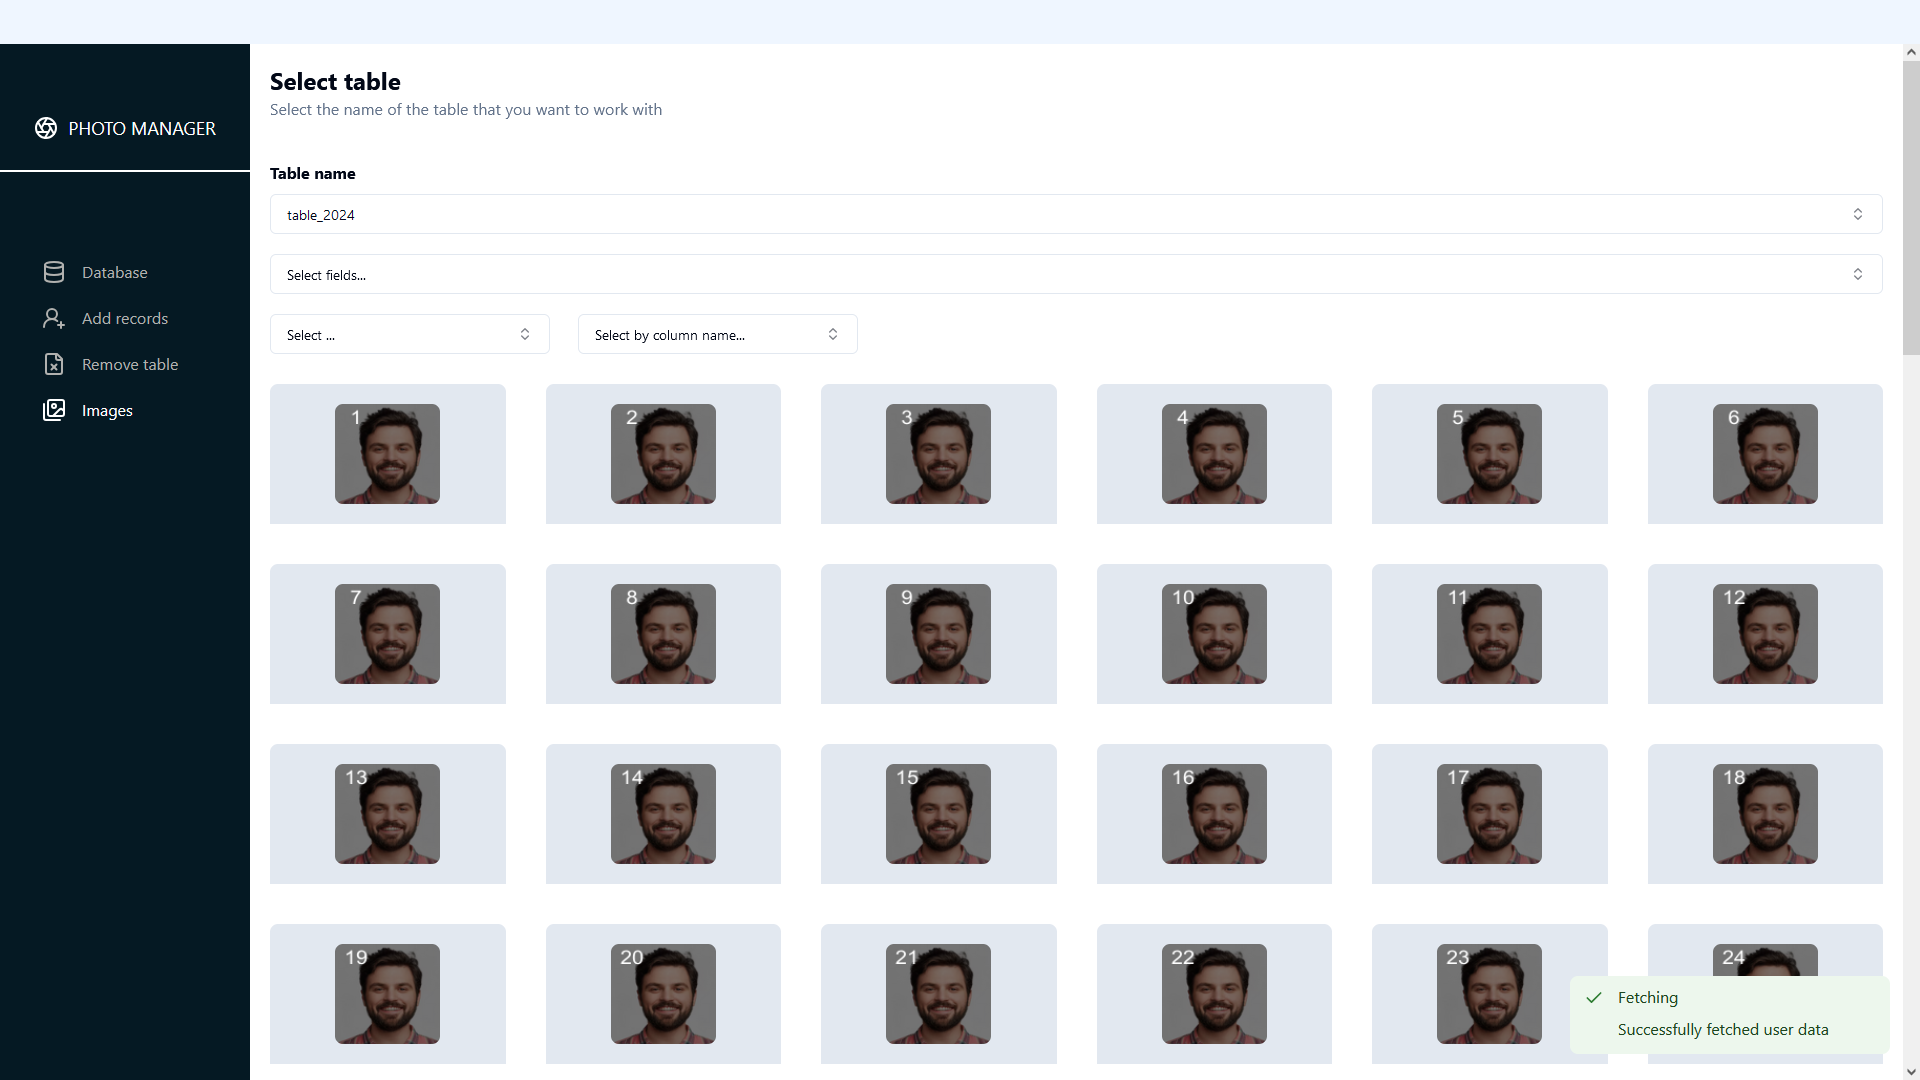 PHOTO MANAGER
Database
Add records
Remove table
Images
Select table
Select the name of the table that you want to work with
Table name
table_2024
Select fields...
Select ...
Select by column name...
1
2
3
4
5
6
7
8
9
10
11
12
13
14
15
16
17
18
19
20
21
22
23
24
Fetching
Successfully fetched user data